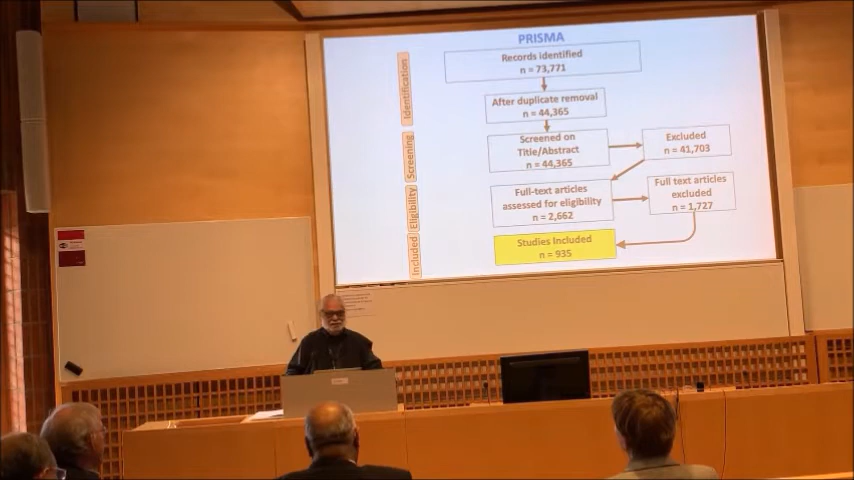 PRISMA
Identification
Records identified
n = 73,771
After duplicate removal
n = 44,365
Screening
Screened on
Title/Abstract
n = 44,365
Excluded
n = 41,703
Eligibility
Full-text articles
assessed for eligibility
n = 2,662
Full text articles
excluded
n = 1,727
Included
Studies Included
n = 935